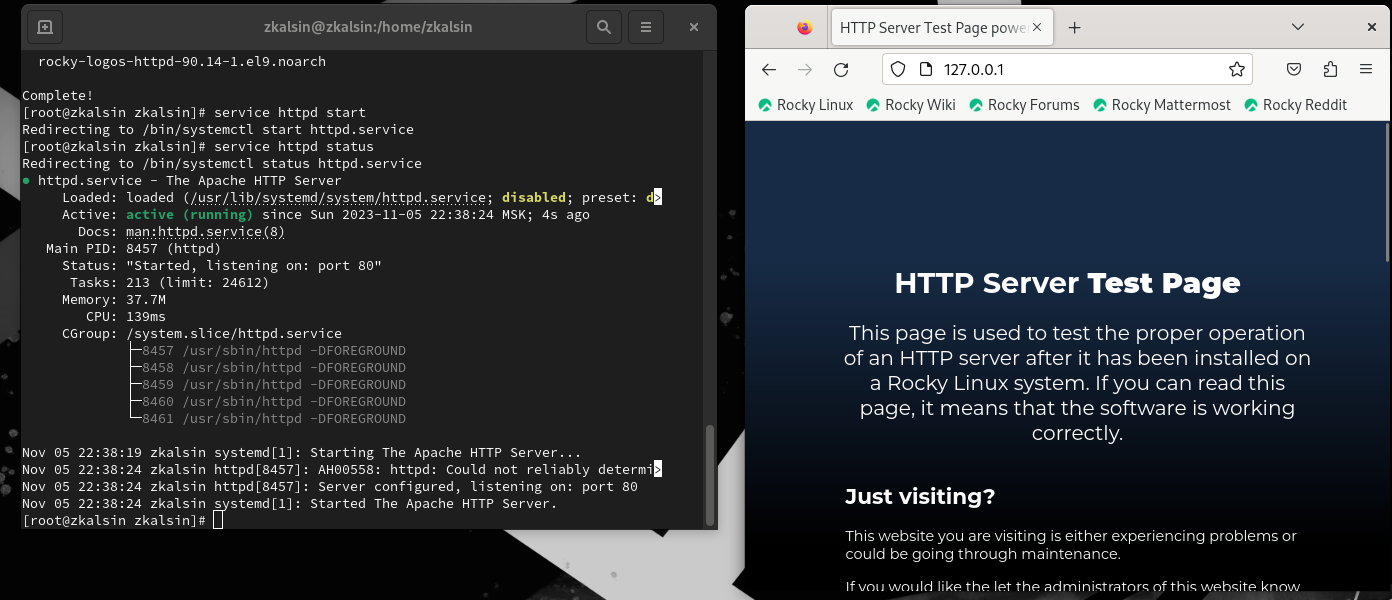 zkalsin@zkalsin:/home/zkalsin
rocky-logos-httpd-90.14-1.el9.noarch
Complete!
[root@zkalsin zkalsin]# service httpd start
Redirecting to /bin/systemctl start httpd.service
[root@zkalsin zkalsin]# service httpd status
Redirecting to /bin/systemctl status httpd.service
● httpd.service - The Apache HTTP Server
Loaded: loaded (/usr/lib/systemd/system/httpd.service; disabled; preset: d>
Active: active (running) since Sun 2023-11-05 22:38:24 MSK; 4s ago
Docs: man:httpd.service(8)
Main PID: 8457 (httpd)
Status: "Started, listening on: port 80"
Tasks: 213 (limit: 24612)
Memory: 37.7M
CPU: 139ms
CGroup: /system.slice/httpd.service
├─8457 /usr/sbin/httpd -DFOREGROUND
├─8458 /usr/sbin/httpd -DFOREGROUND
├─8459 /usr/sbin/httpd -DFOREGROUND
├─8460 /usr/sbin/httpd -DFOREGROUND
└─8461 /usr/sbin/httpd -DFOREGROUND
Nov 05 22:38:19 zkalsin systemd[1]: Starting The Apache HTTP Server...
Nov 05 22:38:24 zkalsin httpd[8457]: AH00558: httpd: Could not reliably determi>
Nov 05 22:38:24 zkalsin httpd[8457]: Server configured, listening on: port 80
Nov 05 22:38:24 zkalsin systemd[1]: Started The Apache HTTP Server.
[root@zkalsin zkalsin]#
HTTP Server Test Page powe
127.0.0.1
Rocky Linux Rocky Wiki Rocky Forums Rocky Mattermost Rocky Reddit
HTTP Server Test Page
This page is used to test the proper operation
of an HTTP server after it has been installed on
a Rocky Linux system. If you can read this
page, it means that the software is working
correctly.
Just visiting?
This website you are visiting is either experiencing problems or
could be going through maintenance.
If you would like the let the administrators of this website know